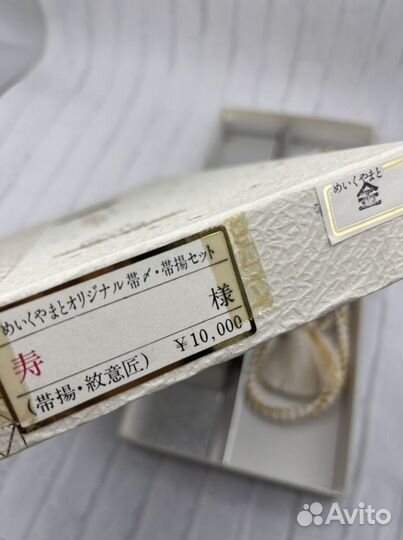 めいくやまとオリジナル 帯〆・帯揚セット
寿 様
(帯揚・紋意匠) ￥10,000
めいくやまと
Avito